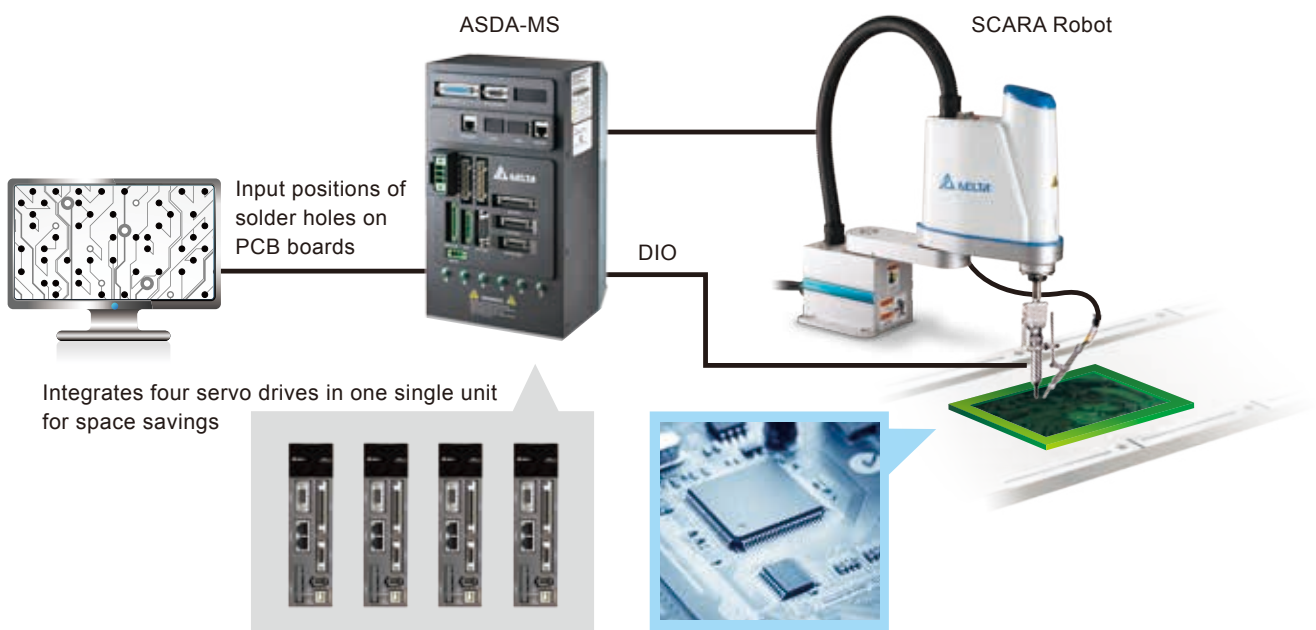 ASDA-MS
SCARA Robot
Input positions of
solder holes on
PCB boards
DIO
DELTA
DELTA
Integrates four servo drives in one single unit
for space savings